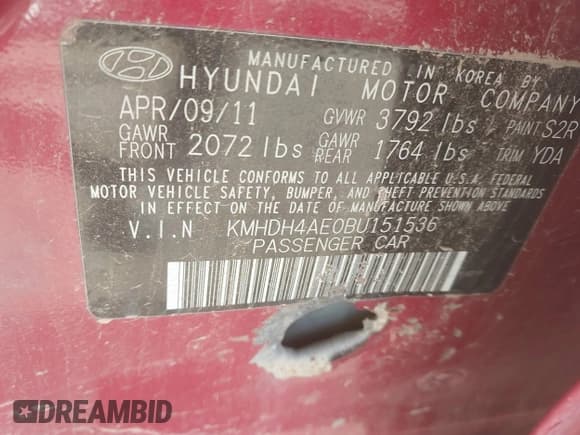 MANUFACTURED IN KOREA BY
HYUNDAI MOTOR COMPANY
APR/09/11 GVWR 3792 lbs PAINT S2R
GAWR FRONT 2072 lbs GAWR REAR 1764 lbs TRIM YDA
THIS VEHICLE CONFORMS TO ALL APPLICABLE U.S.A. FEDERAL
MOTOR VEHICLE SAFETY, BUMPER, AND THEFT PREVENTION STANDARDS
IN EFFECT ON THE DATE OF MANUFACTURE SHOWN ABOVE
V.I.N KMHDH4AE0BU151536
PASSENGER CAR
DREAMBID